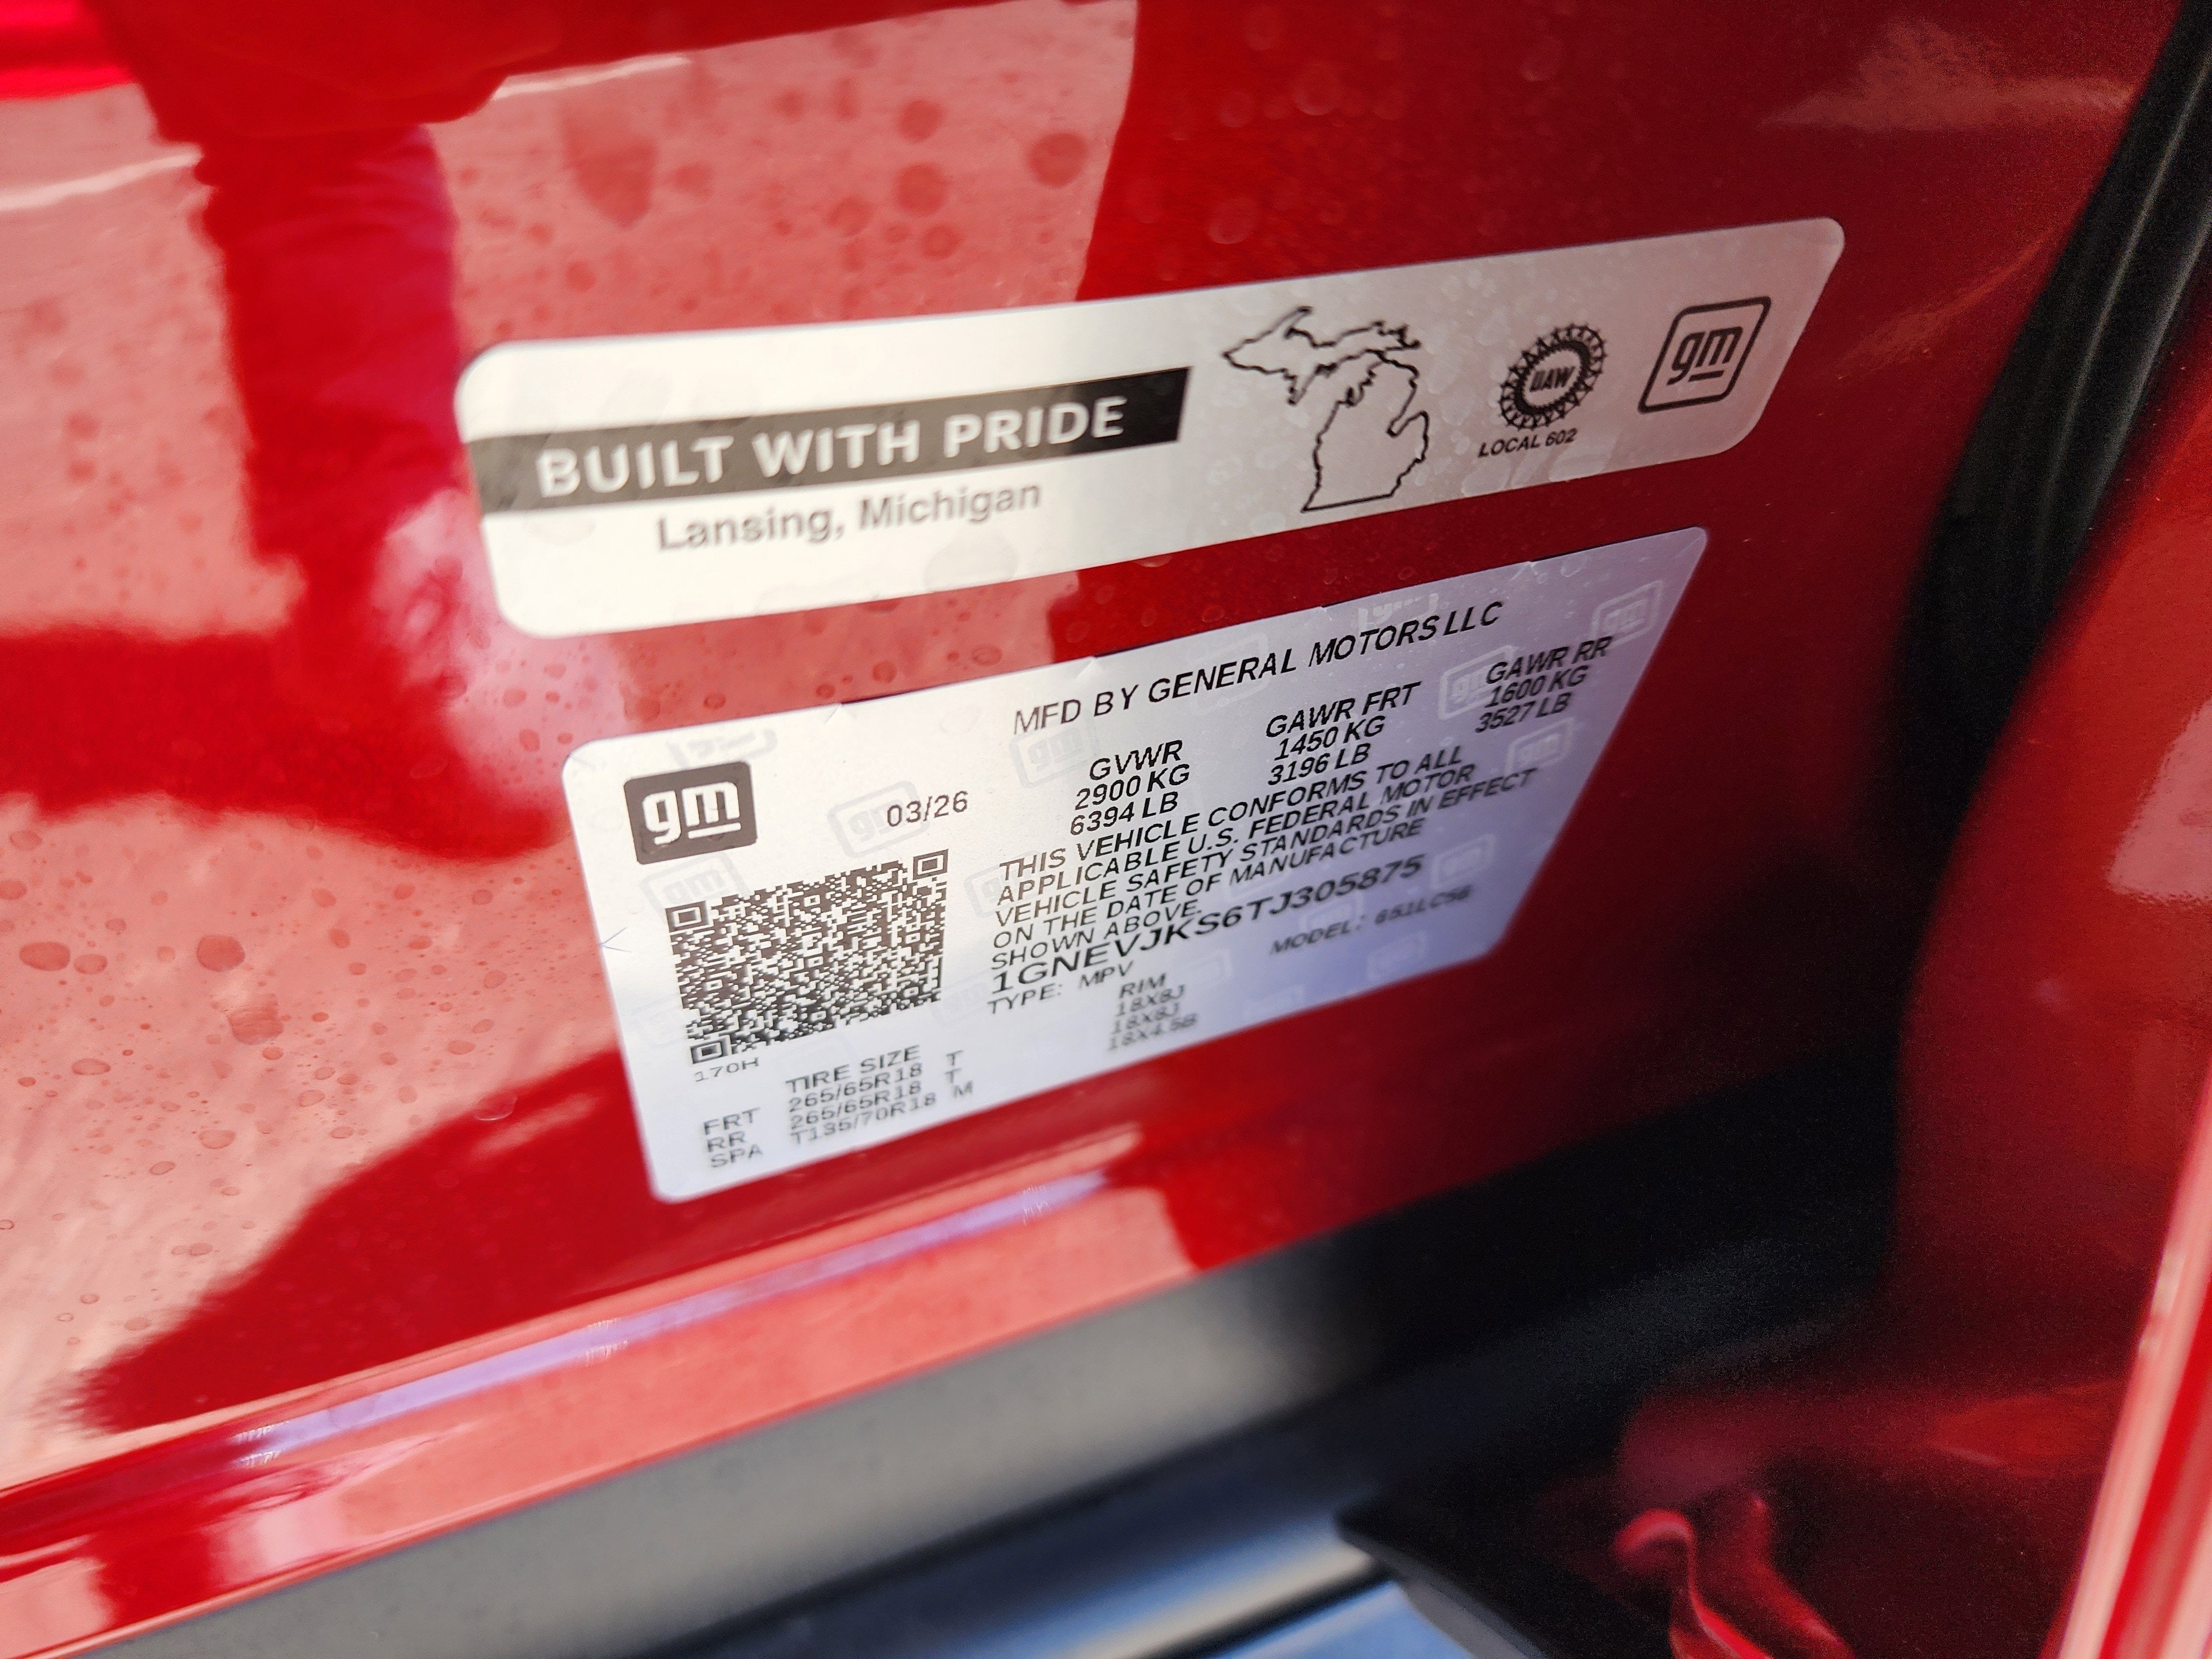 BUILT WITH PRIDE
Lansing, Michigan
UAW
LOCAL 602
gm
MFD BY GENERAL MOTORS LLC
gm
03/26
GVWR
2900 KG
6394 LB
GAWR FRT
1450 KG
3196 LB
GAWR RR
1600 KG
3527 LB
THIS VEHICLE CONFORMS TO ALL
APPLICABLE U.S. FEDERAL MOTOR
VEHICLE SAFETY STANDARDS IN EFFECT
ON THE DATE OF MANUFACTURE
SHOWN ABOVE.
1GNEVJKS6TJ305875
TYPE: MPV
MODEL:
170H
TIRE SIZE RIM
FRT 265/65R18 T 18X8J
RR 265/65R18 T 18X8J
SPA T135/70R18 M 18X4.5B